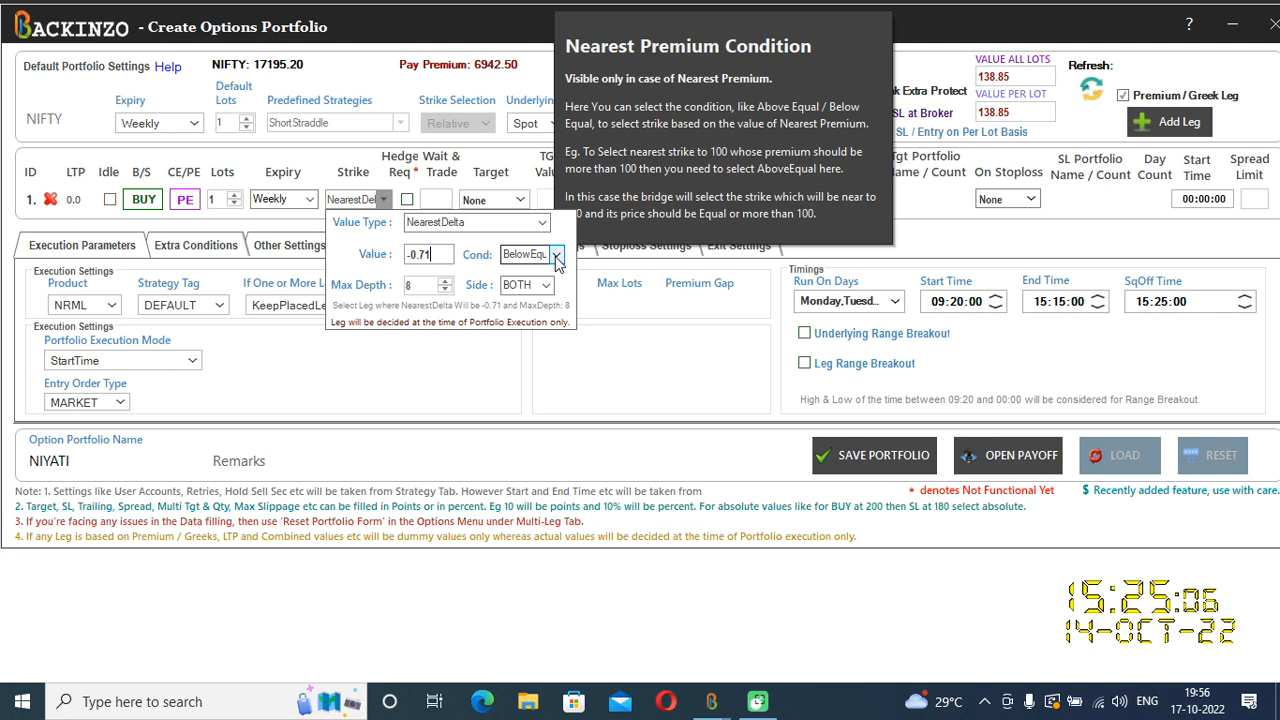 BACKINZO - Create Options Portfolio
?
Nearest Premium Condition
Visible only in case of Nearest Premium.
Here You can select the condition, like Above Equal / Below
Equal, to select strike based on the value of Nearest Premium.
Eg. To Select nearest strike to 100 whose premium should be
more than 100 then you need to select AboveEqual here.
In this case the bridge will select the strike which will be near to
and its price should be Equal or more than 100.
Default Portfolio Settings Help
NIFTY: 17195.20
Pay Premium: 6942.50
VALUE ALL LOTS
138.85
VALUE PER LOT
138.85
Refresh:
Premium / Greek Leg
Add Leg
Extra Protect
SL at Broker
SL / Entry on Per Lot Basis
NIFTY
Expiry
Weekly
Default
Lots
1
Predefined Strategies
ShortStraddle
Strike Selection
Relative
Underlying
Spot
ID LTP Idle B/S CE/PE Lots Expiry Strike
Hedge
Req *
Wait &
Trade
Target
Tgt Portfolio
Name / Count
On Stoploss
SL Portfolio
Name / Count
Day
Count
Start
Time
Spread
Limit
1. 0.0 BUY PE 1 Weekly NearestDel None
None
00:00:00
Value Type : NearestDelta
Value : -0.71 Cond: BelowEqu
Max Depth : 8 Side : BOTH
Select Leg where NearestDelta Will be -0.71 and MaxDepth: 8
Leg will be decided at the time of Portfolio Execution only.
Execution Parameters
Extra Conditions
Other Settings
Stoploss Settings
Exit Settings
Execution Settings
Product
NRML
Strategy Tag
DEFAULT
If One or More L
KeepPlacedLe
Max Lots
Premium Gap
Execution Settings
Portfolio Execution Mode
StartTime
Entry Order Type
MARKET
Timings
Run On Days
Monday,Tuesd..
Start Time
09:20:00
End Time
15:15:00
SqOff Time
15:25:00
Underlying Range Breakout
Leg Range Breakout
High & Low of the time between 09:20 and 00:00 will be considered for Range Breakout.
Option Portfolio Name
NIYATI
Remarks
SAVE PORTFOLIO
OPEN PAYOFF
LOAD
RESET
Note: 1. Settings like User Accounts, Retries, Hold Sell Sec etc will be taken from Strategy Tab. However Start and End Time etc will be taken from
* denotes Not Functional Yet
$ Recently added feature, use with care.
2. Target, SL, Trailing, Spread, Multi Tgt & Qty, Max Slippage etc can be filled in Points or in percent. Eg 10 will be points and 10% will be percent. For absolute values like for BUY at 200 then SL at 180 select absolute.
3. If you're facing any issues in the Data filling, then use 'Reset Portfolio Form' in the Options Menu under Multi-Leg Tab.
4. If any Leg is based on Premium / Greeks, LTP and Combined values etc will be dummy values only whereas actual values will be decided at the time of Portfolio execution only.
15:25:06
14-OCT-22
Type here to search
29°C
ENG
19:56
17-10-2022